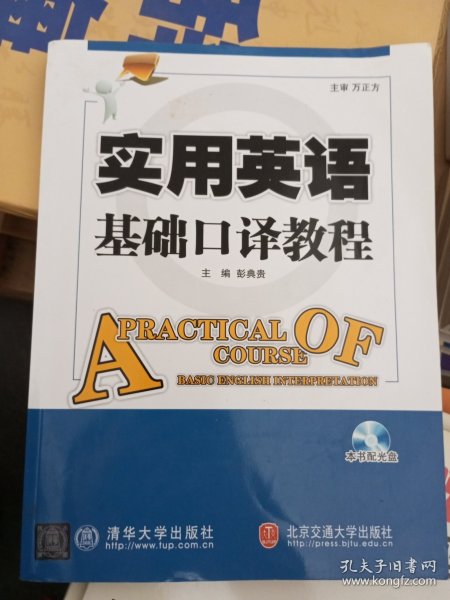 主审 万正方
实用英语
基础口译教程
主 编 彭典贵
A PRACTICAL COURSE OF
BASIC ENGLISH INTERPRETATION
本书配光盘
清华大学出版社
http://www.tup.com.cn
北京交通大学出版社
http://press.bjtu.edu.cn
孔夫子旧书网
www.kongfz.com